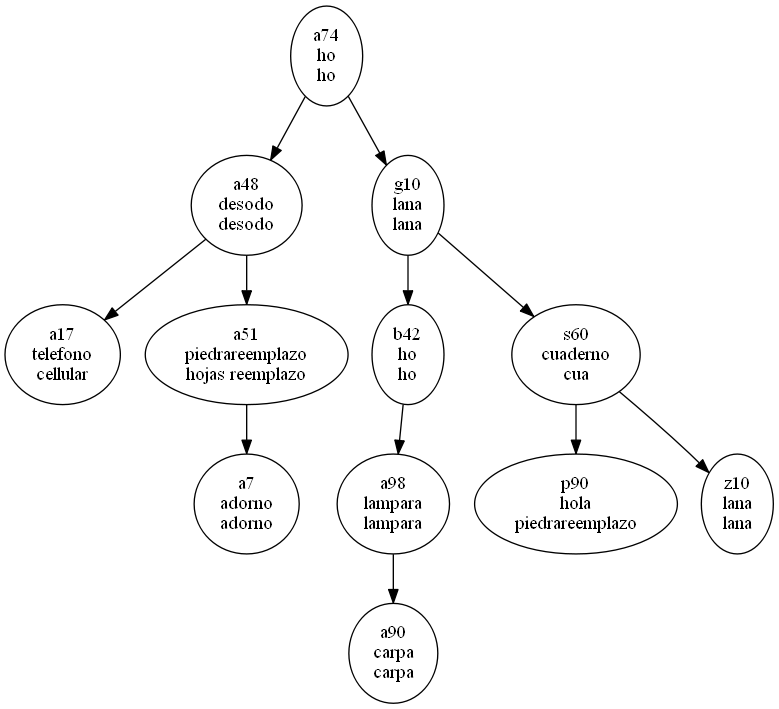 a74
ho
ho
a48
desodo
desodo
g10
lana
lana
a17
telefono
cellular
a51
piedrareemplazo
hojas reemplazo
b42
ho
ho
s60
cuaderno
cua
a7
adorno
adorno
a98
lampara
lampara
p90
hola
piedrareemplazo
z10
lana
lana
a90
carpa
carpa